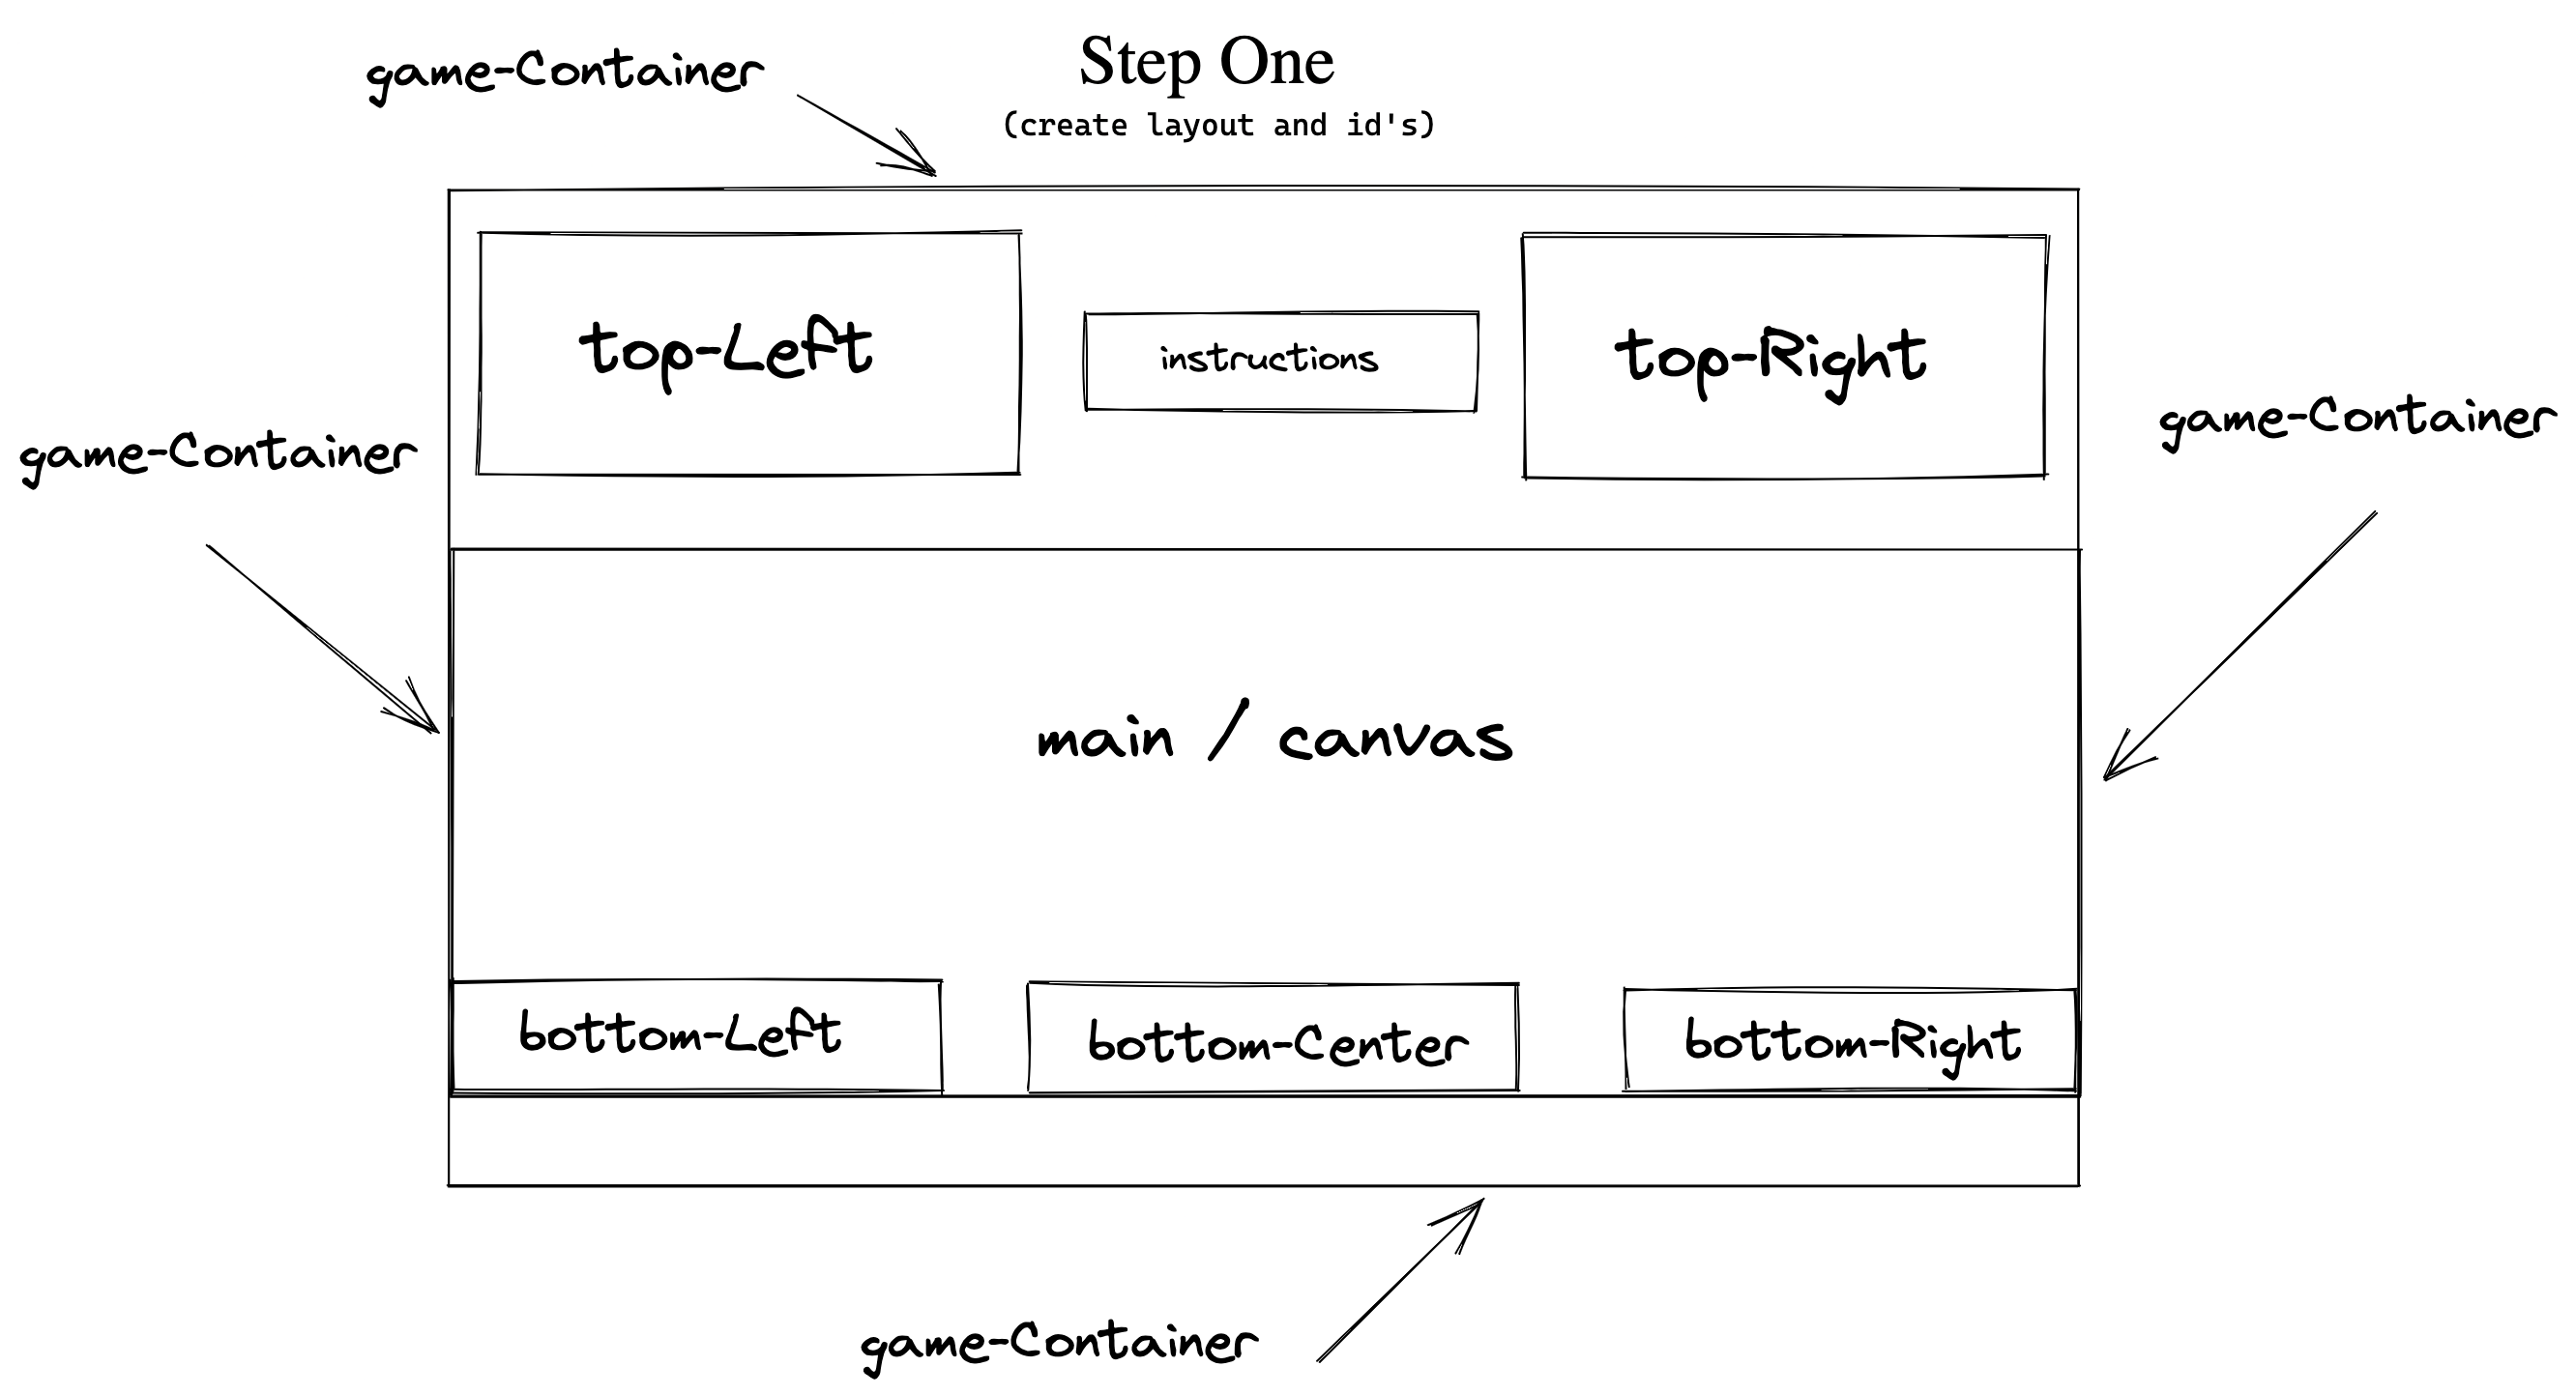 game-Container
Step One
(create layout and id's)
top-Left
instructions
top-Right
game-Container
game-Container
main / canvas
bottom-Left
bottom-Center
bottom-Right
game-Container